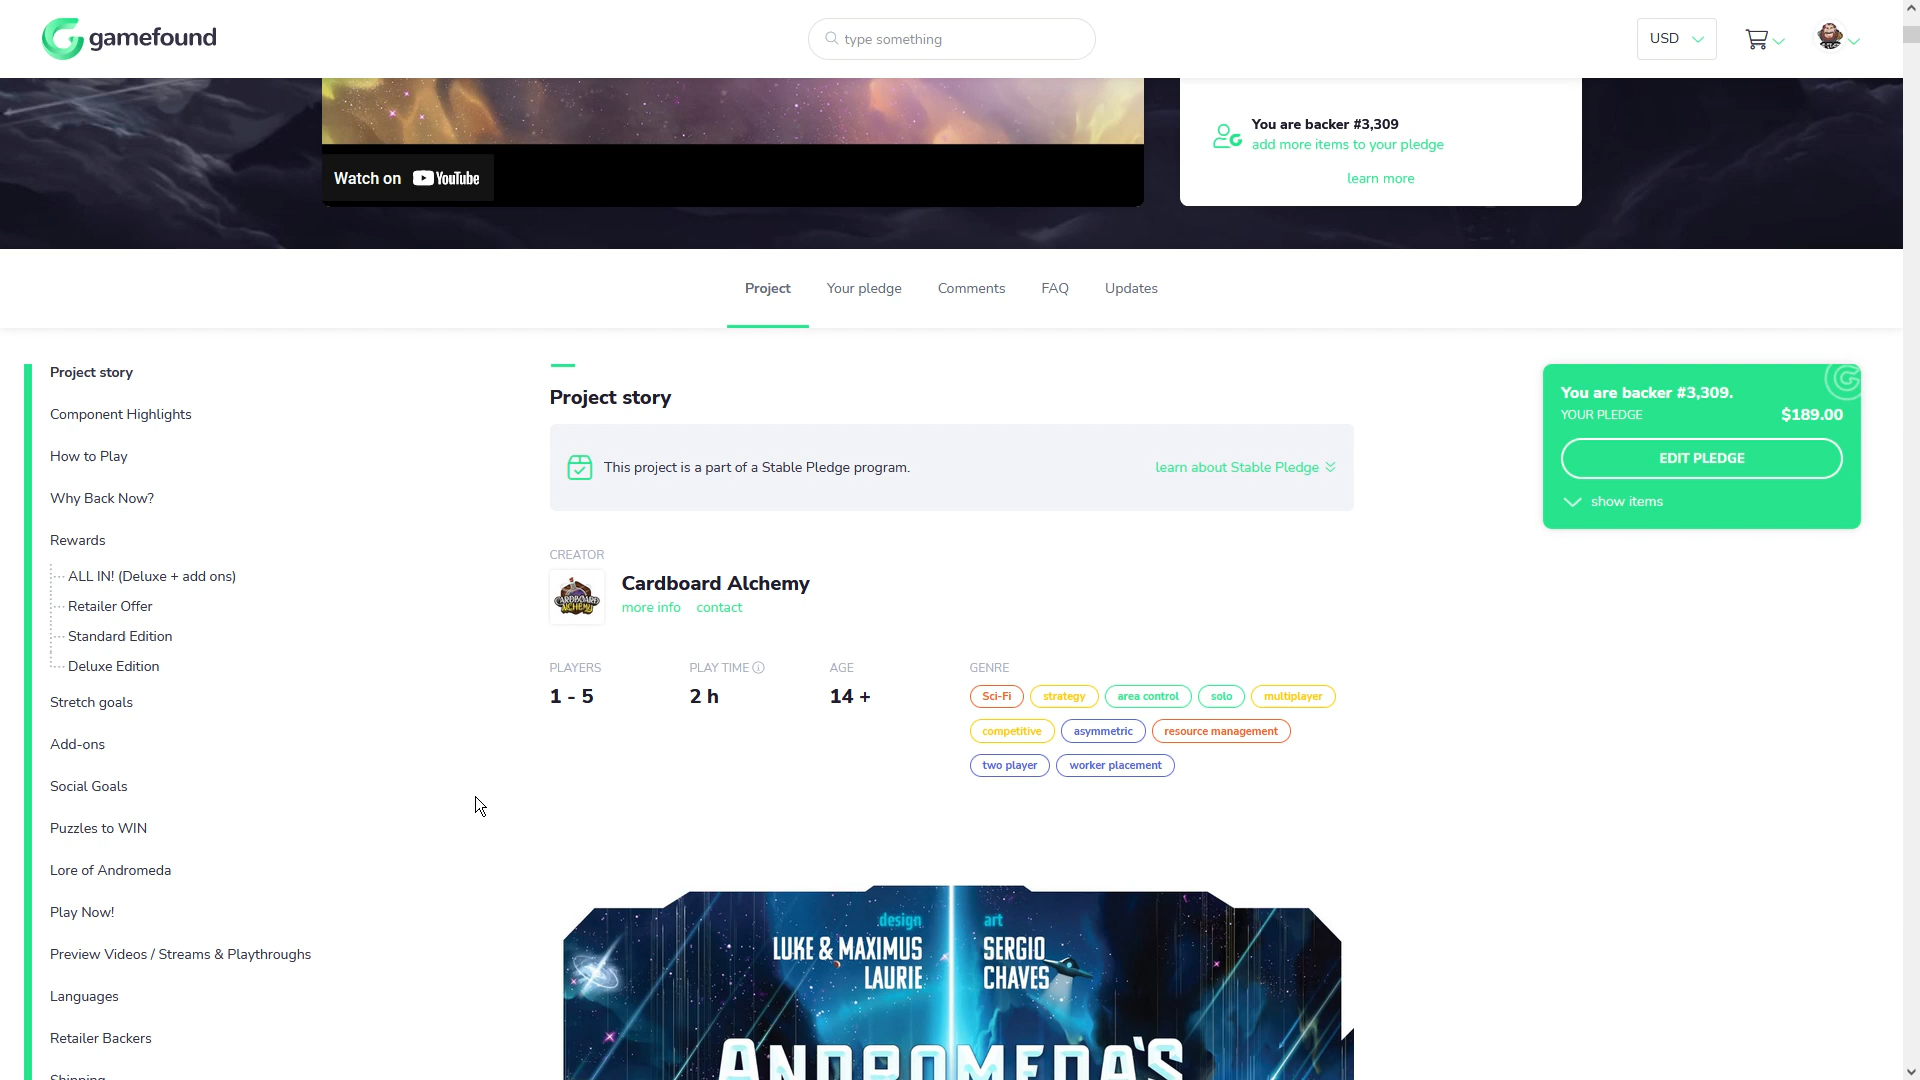 gamefound
type something
USD
Watch on YouTube
You are backer #3,309
add more items to your pledge
learn more
Project
Your pledge
Comments
FAQ
Updates
Project story
Component Highlights
How to Play
Why Back Now?
Rewards
ALL IN! (Deluxe + add ons)
Retailer Offer
Standard Edition
Deluxe Edition
Stretch goals
Add-ons
Social Goals
Puzzles to WIN
Lore of Andromeda
Play Now!
Preview Videos / Streams & Playthroughs
Languages
Retailer Backers
Shipping
Project story
This project is a part of a Stable Pledge program.
learn about Stable Pledge
CREATOR
CARDBOARD
ALCHEMY
Cardboard Alchemy
more info contact
PLAYERS
1 - 5
PLAY TIME
2 h
AGE
14 +
GENRE
Sci-Fi strategy area control solo multiplayer
competitive asymmetric resource management
two player worker placement
design
LUKE & MAXIMUS
LAURIE
art
SERGIO
CHAVES
ANDROMEDA'S
You are backer #3,309.
YOUR PLEDGE $189.00
EDIT PLEDGE
show items